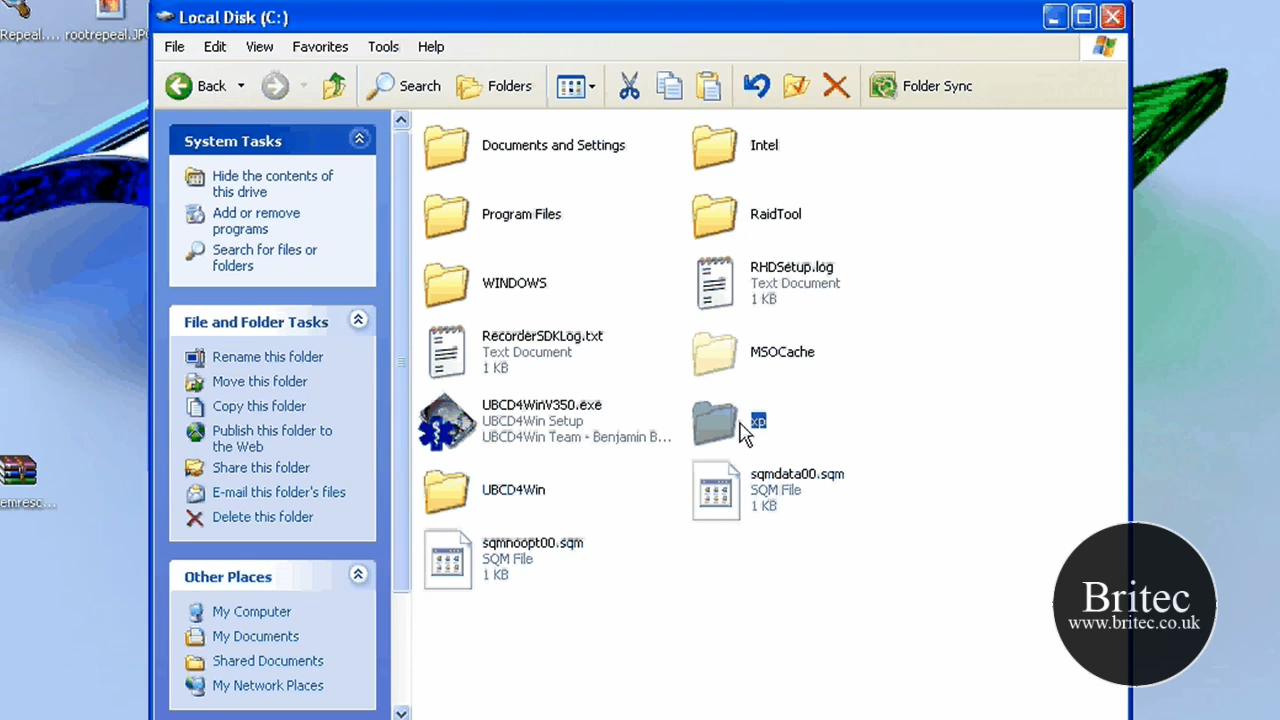 Repeal....
rootrepeal.JPG
Local Disk (C:)
File Edit View Favorites Tools Help
Back Search Folders Folder Sync
System Tasks
Hide the contents of
this drive
Add or remove
programs
Search for files or
folders
File and Folder Tasks
Rename this folder
Move this folder
Copy this folder
Publish this folder to
the Web
Share this folder
E-mail this folder's files
Delete this folder
Other Places
My Computer
My Documents
Shared Documents
My Network Places
Documents and Settings
Intel
Program Files
RaidTool
WINDOWS
RHDSetup.log
Text Document
1 KB
RecorderSDKLog.txt
Text Document
1 KB
MSOCache
UBCD4WinV350.exe
UBCD4Win Setup
UBCD4Win Team - Benjamin B...
xp
UBCD4Win
sqmdata00.sqm
SQM File
1 KB
sqmnoopt00.sqm
SQM File
1 KB
emresc...
Britec
www.britec.co.uk